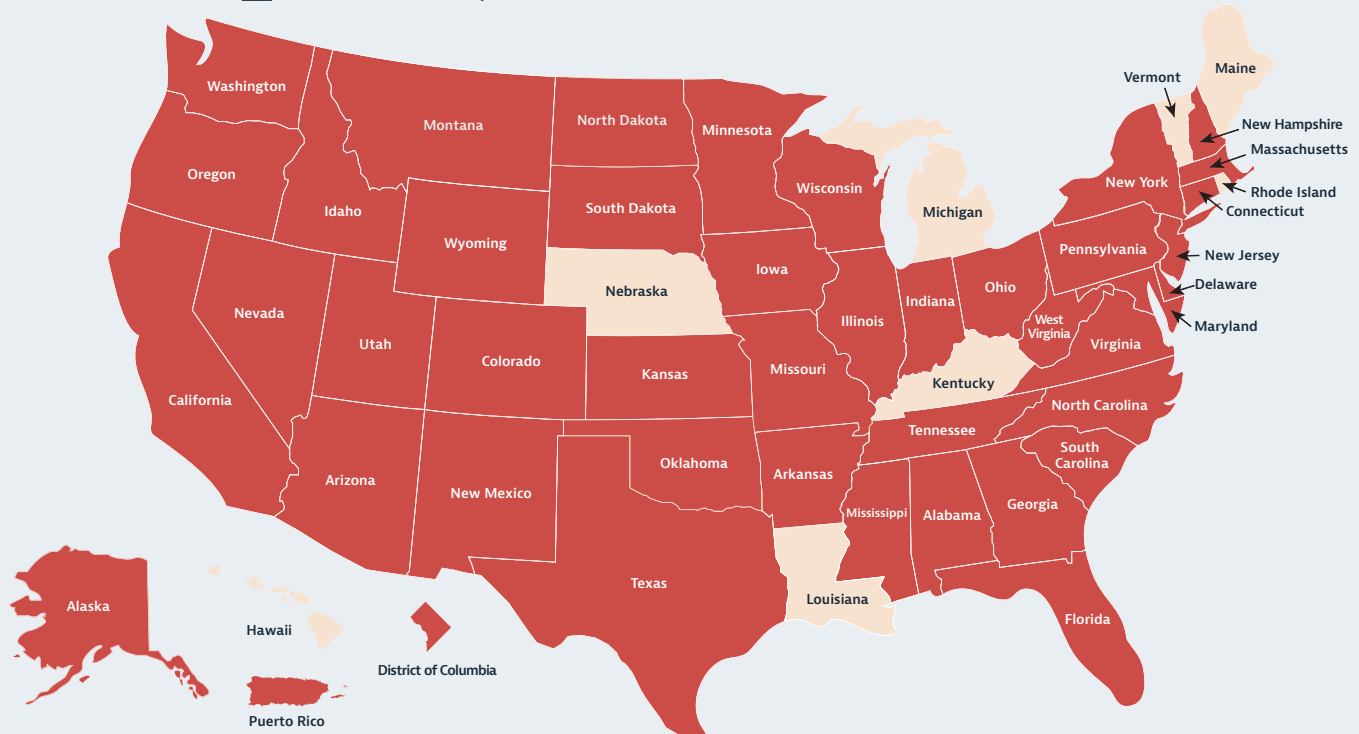 Maine
Vermont
Washington
New Hampshire
Montana
North Dakota
Minnesota
Massachusetts
Oregon
New York
Wisconsin
Rhode Island
Idaho
South Dakota
Michigan
Connecticut
Wyoming
Pennsylvania
New Jersey
Iowa
Nebraska
Ohio
Delaware
Indiana
Nevada
Illinois
West
Virginia
Maryland
Utah
Virginia
Colorado
Kansas
Missouri
Kentucky
California
North Carolina
Tennessee
South
Carolina
Oklahoma
Arkansas
Arizona
New Mexico
Georgia
Mississippi
Alabama
Texas
Louisiana
Alaska
Florida
Hawaii
District of Columbia
Puerto Rico